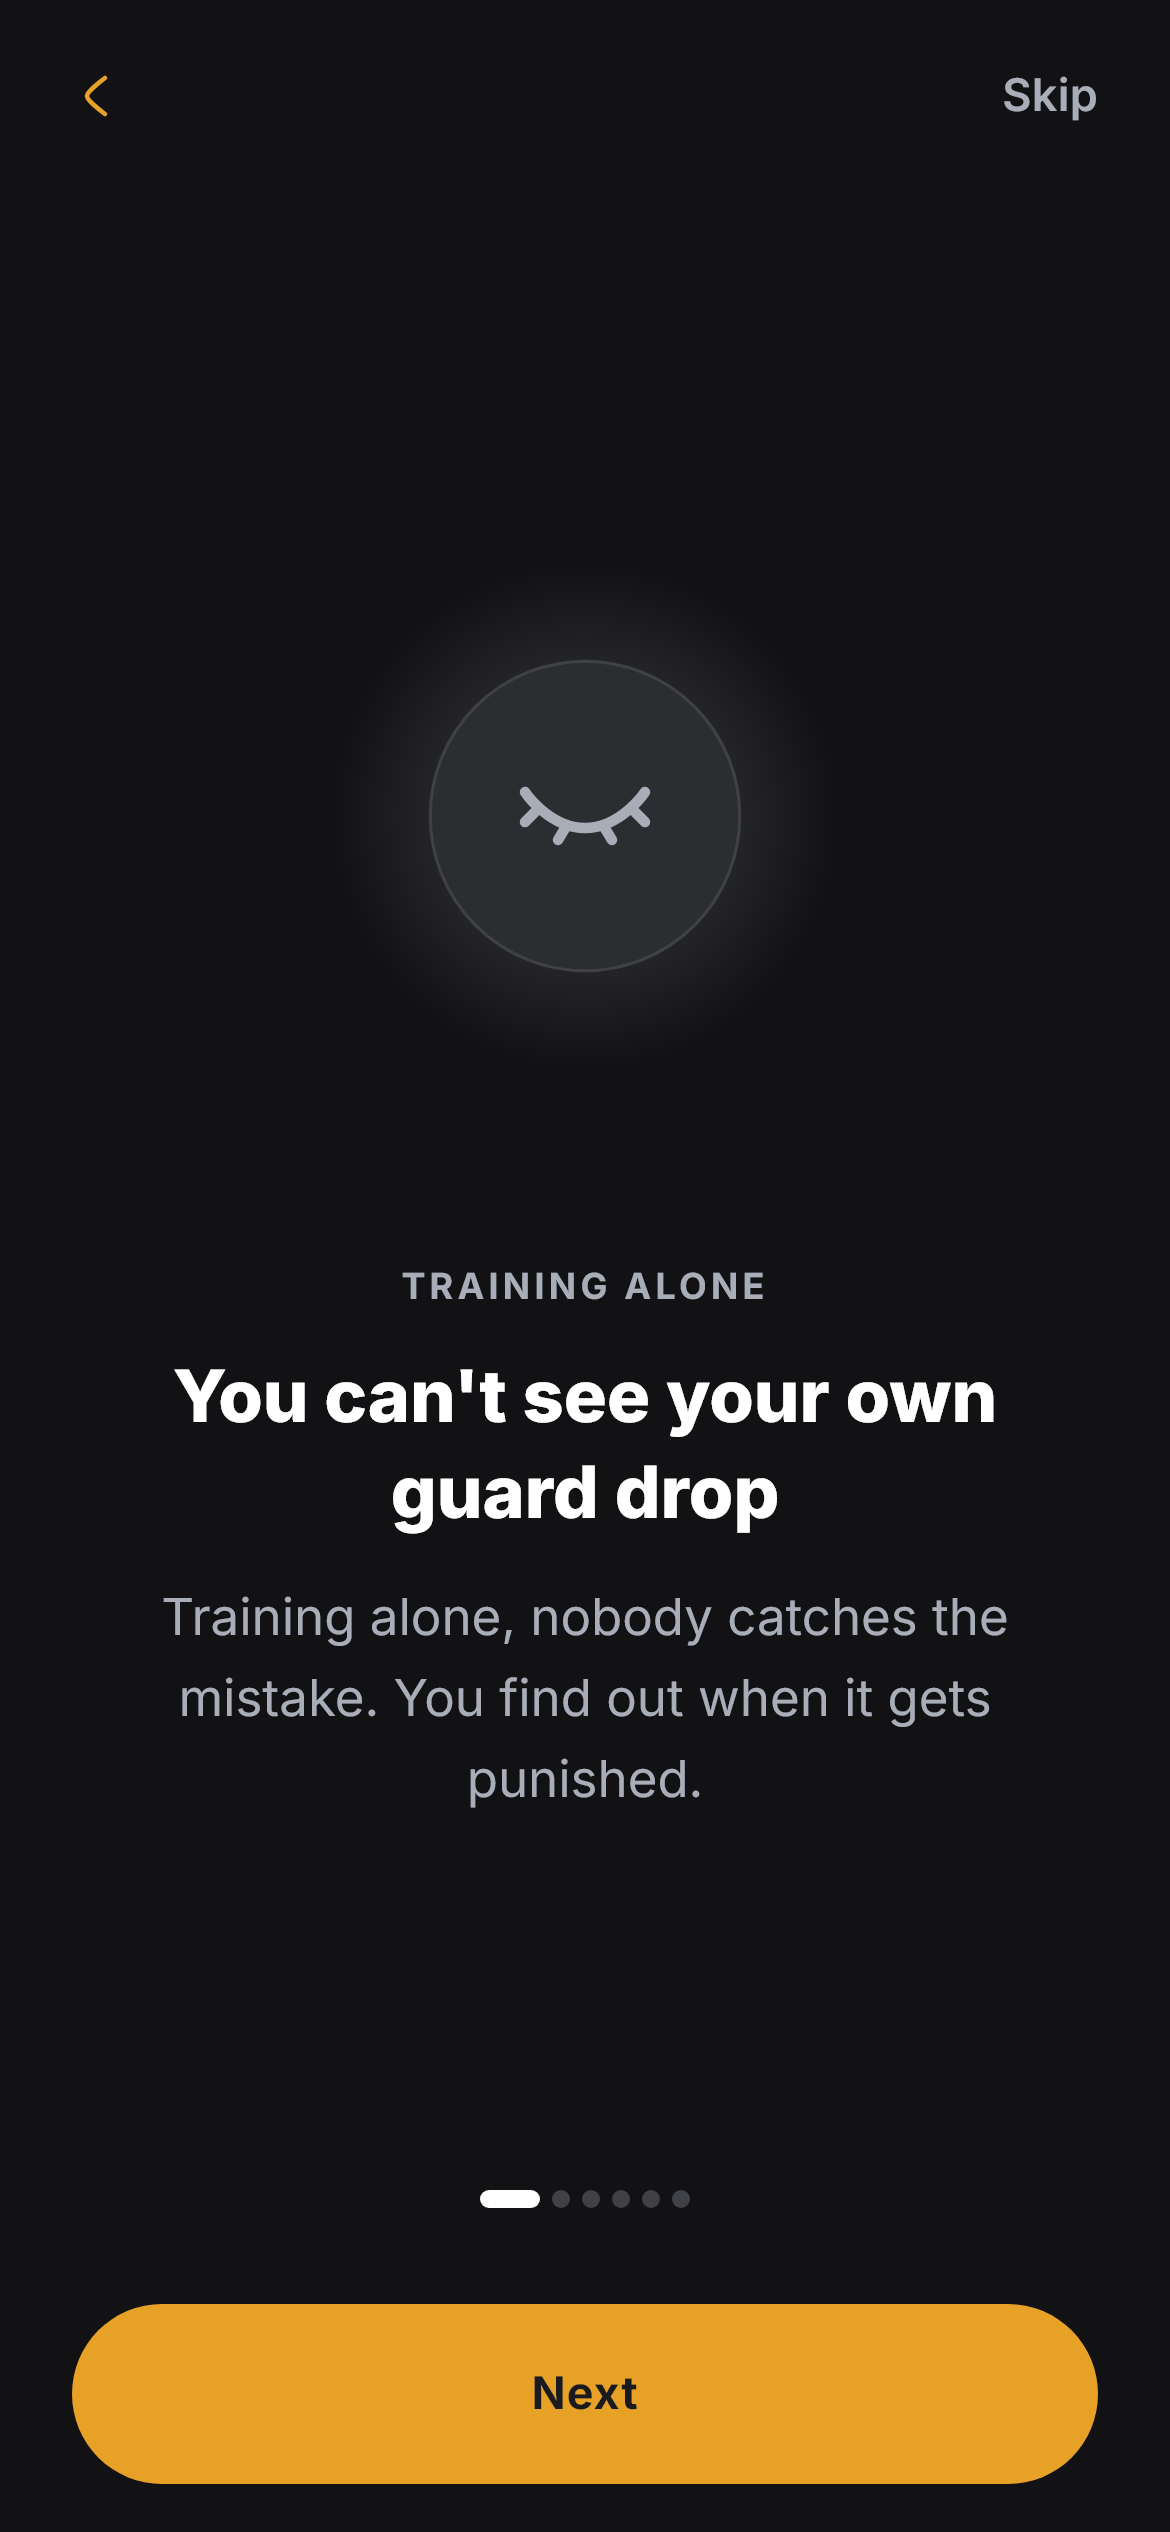 Skip
TRAINING ALONE
You can't see your own
guard drop
Training alone, nobody catches the
mistake. You find out when it gets
punished.
Next